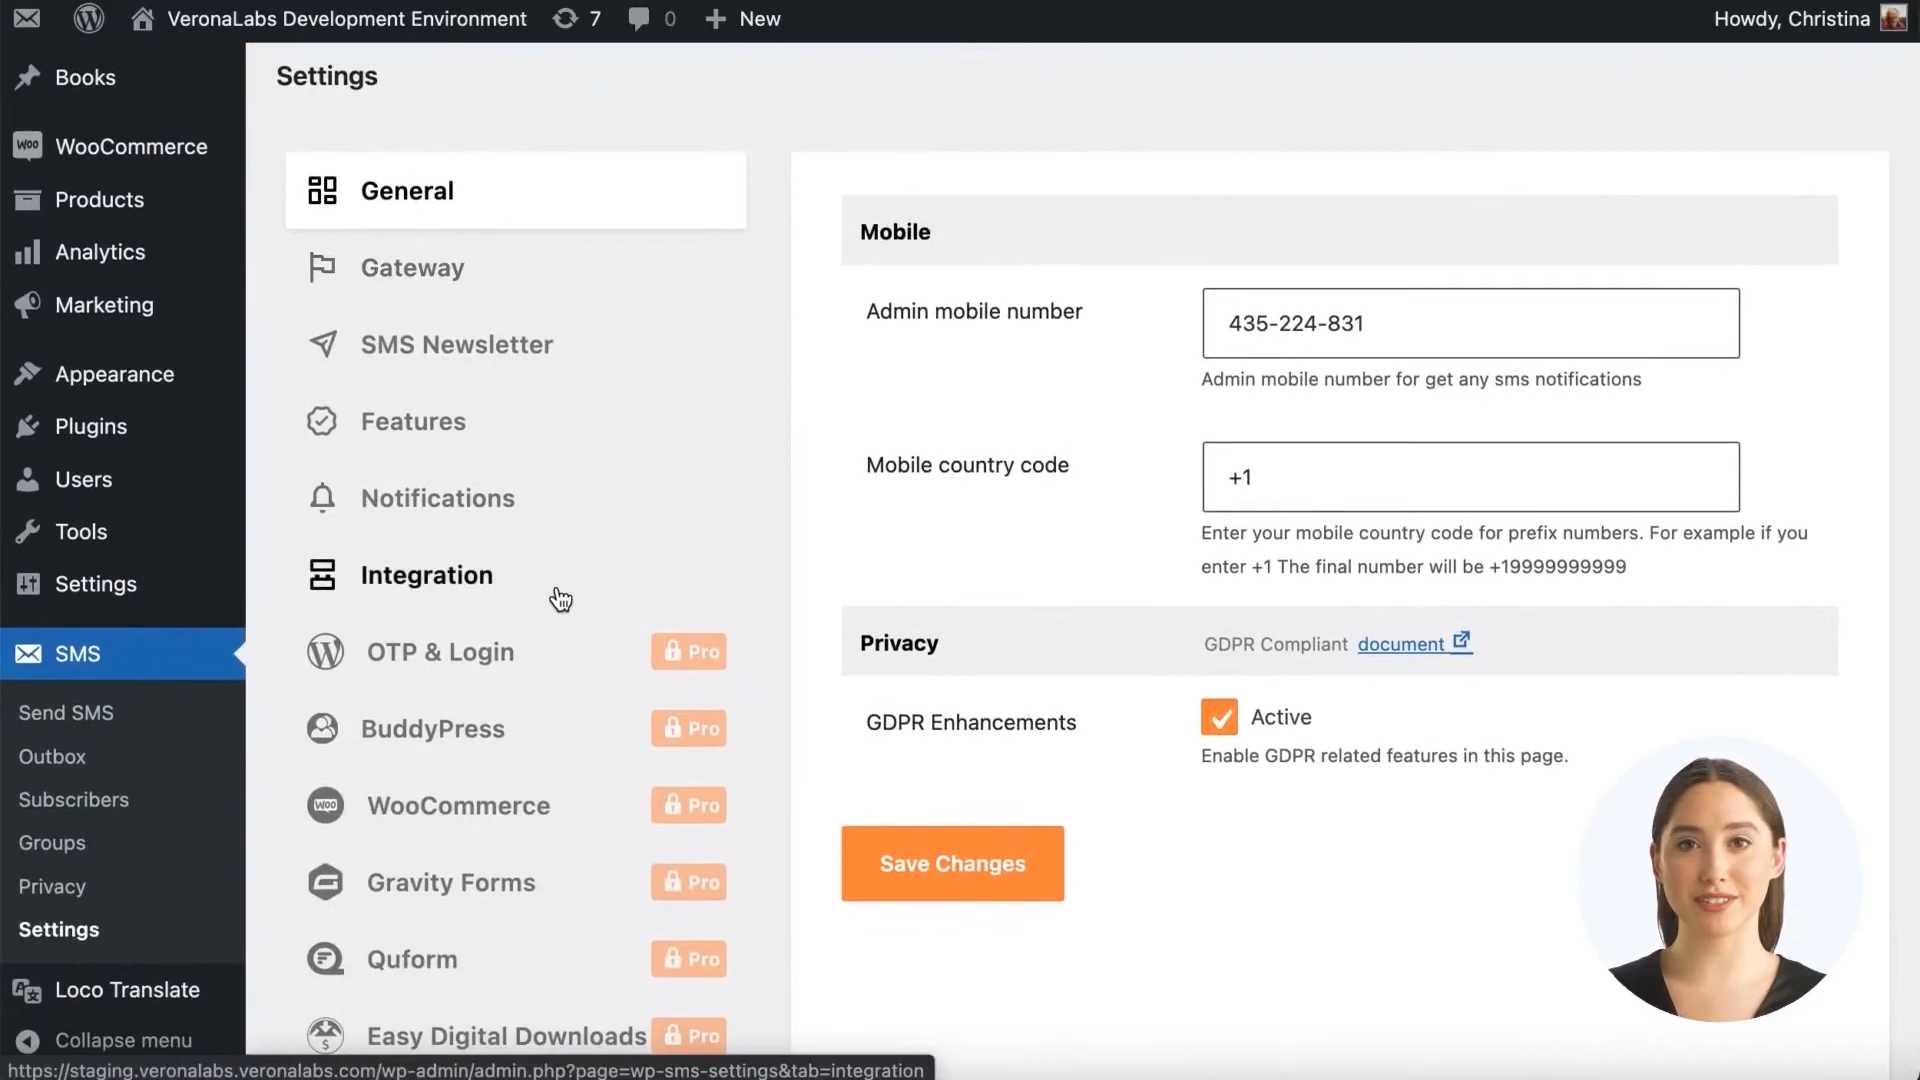 VeronaLabs Development Environment 7 0 New Howdy, Christina
Books
WooCommerce
Products
Analytics
Marketing
Appearance
Plugins
Users
Tools
Settings
SMS
Send SMS
Outbox
Subscribers
Groups
Privacy
Settings
Loco Translate
Collapse menu
Settings
General
Gateway
SMS Newsletter
Features
Notifications
Integration
OTP & Login Pro
BuddyPress Pro
WooCommerce Pro
Gravity Forms Pro
Quform Pro
Easy Digital Downloads Pro
Mobile
Admin mobile number 435-224-831
Admin mobile number for get any sms notifications
Mobile country code +1
Enter your mobile country code for prefix numbers. For example if you
enter +1 The final number will be +19999999999
Privacy GDPR Compliant document
GDPR Enhancements Active
Enable GDPR related features in this page.
Save Changes
https://staging.veronalabs.veronalabs.com/wp-admin/admin.php?page=wp-sms-settings&tab=integration